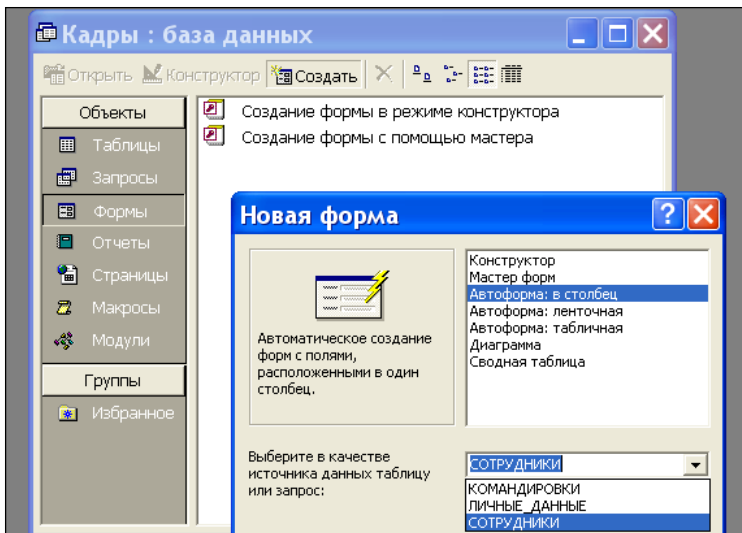 Кадры : база данных
Открыть Конструктор Создать
Объекты
Таблицы
Запросы
Формы
Отчеты
Страницы
Макросы
Модули
Группы
Избранное
Создание формы в режиме конструктора
Создание формы с помощью мастера
Новая форма
Автоматическое создание
форм с полями,
расположенными в один
столбец.
Конструктор
Мастер форм
Автоформа: в столбец
Автоформа: ленточная
Автоформа: табличная
Диаграмма
Сводная таблица
Выберите в качестве
источника данных таблицу
или запрос:
СОТРУДНИКИ
КОМАНДИРОВКИ
ЛИЧНЫЕ_ДАННЫЕ
СОТРУДНИКИ